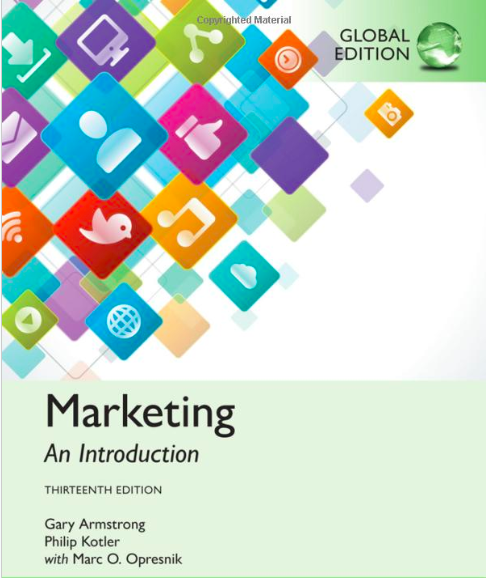 Copyrighted Material
GLOBAL
EDITION
Marketing
An Introduction
THIRTEENTH EDITION
Gary Armstrong
Philip Kotler
with Marc O. Opresnik